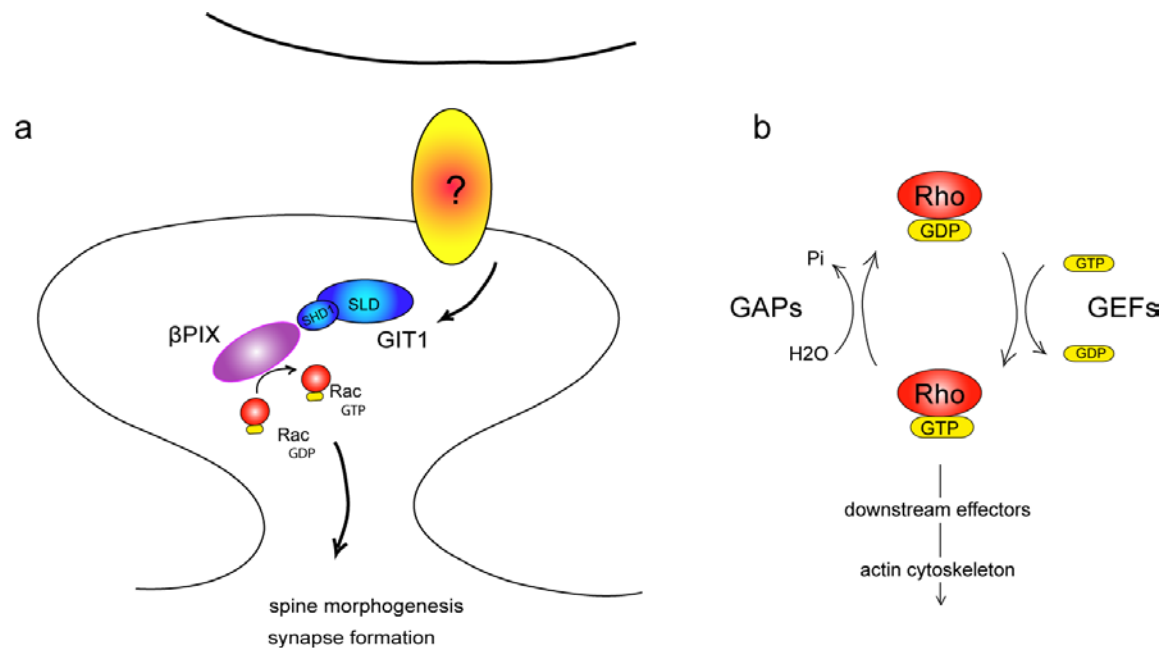 a
?
SHD1
SLD
βPIX
GIT1
Rac
GTP
Rac
GDP
spine morphogenesis
synapse formation
b
Rho
GDP
Pi
GTP
GAPs
GEFs
H2O
GDP
Rho
GTP
downstream effectors
actin cytoskeleton